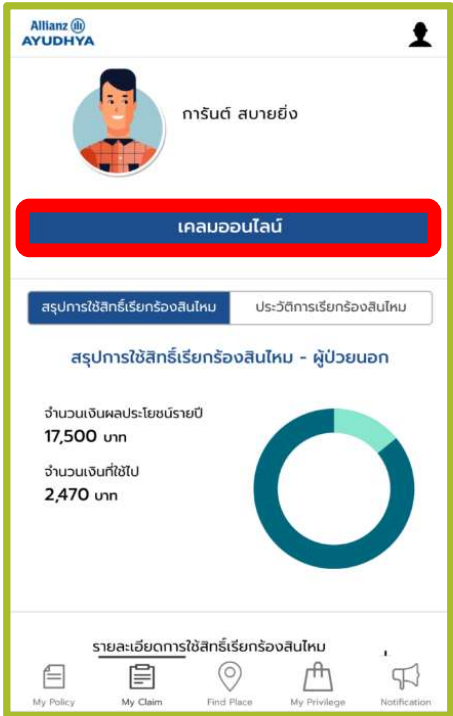 Allianz
AYUDHYA
การันต์ สบายยิ่ง
เคลมออนไลน์
สรุปการใช้สิทธิ์เรียกร้องสินไหม
ประวัติการเรียกร้องสินไหม
สรุปการใช้สิทธิ์เรียกร้องสินไหม - ผู้ป่วยนอก
จำนวนเงินผลประโยชน์รายปี
17,500 บาท
จำนวนเงินที่ใช้ไป
2,470 บาท
รายละเอียดการใช้สิทธิ์เรียกร้องสินไหม
My Policy
My Claim
Find Place
My Privilege
Notification